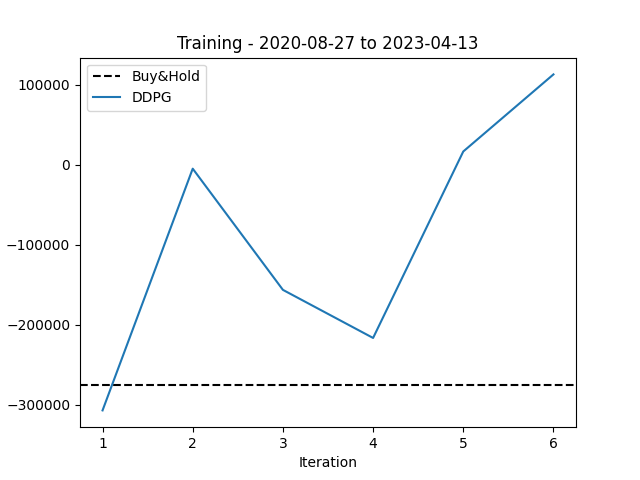 Training - 2020-08-27 to 2023-04-13
Buy&Hold
DDPG
100000
0
−100000
−200000
−300000
1 2 3 4 5 6
Iteration